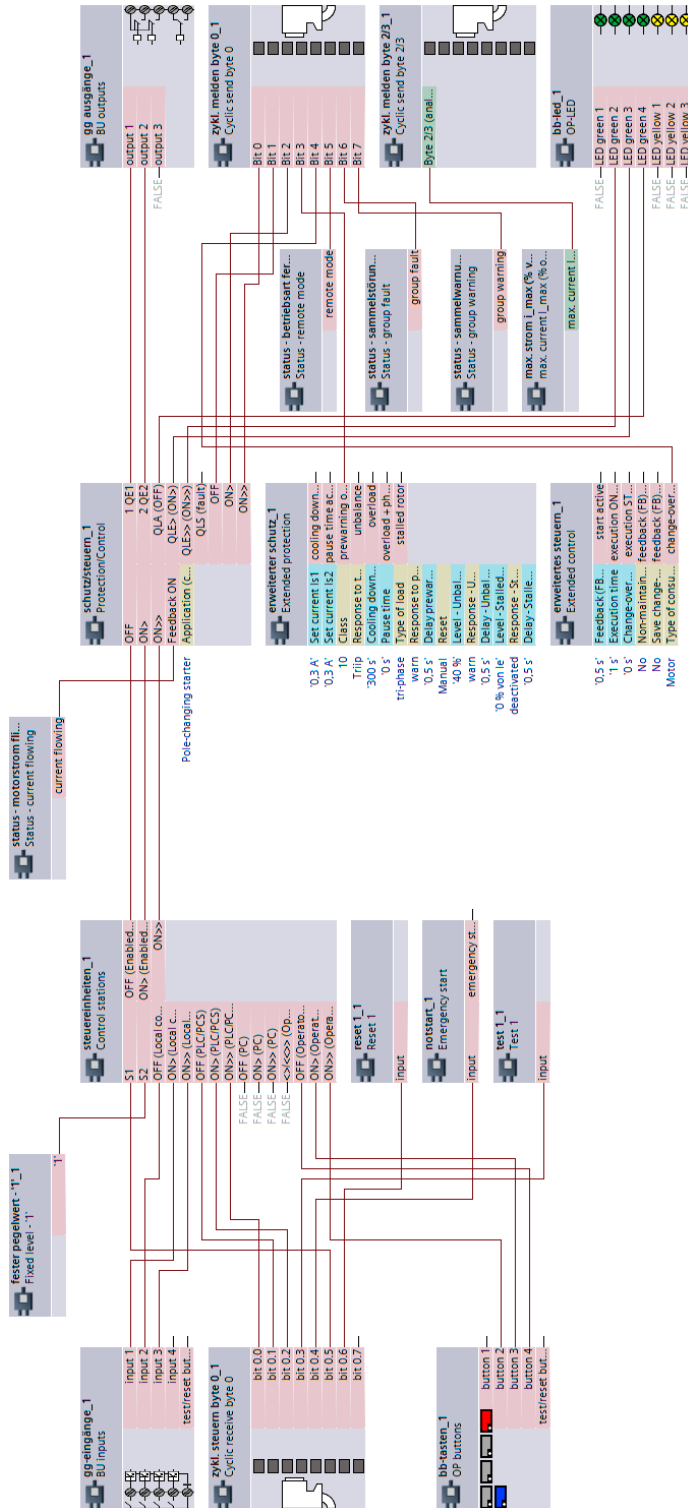 fester pegelwert - '1'_1
Fixed level - '1'
'1'
status - motorstrom fli...
Status - current flowing
current flowing
gg-eingänge_1
BU inputs
input 1
input 2
input 3
input 4
test/reset but...
zykl. steuern byte 0_1
Cyclic receive byte 0
bit 0.0
bit 0.1
bit 0.2
bit 0.3
bit 0.4
bit 0.5
bit 0.6
bit 0.7
bb-tasten_1
OP buttons
button 1
button 2
button 3
button 4
test/reset but...
steuereinheiten_1
Control stations
S1 OFF (Enabled...
S2 ON> (Enabled...
OFF (Local co... ON>>
ON> (Local c...
ON>> (Local...
OFF (PLC/PCS)
ON> (PLC/PCS)
ON>> (PLC/PC...
FALSE OFF (PC)
FALSE ON> (PC)
FALSE ON>> (PC)
FALSE <>/<<>> (Op...
OFF (Operato...
ON> (Operat...
ON>> (Opera...
reset 1_1
Reset 1
input
notstart_1
Emergency start
input emergency st...
test 1_1
Test 1
input
schutz/steuern_1
Protection/Control
OFF 1 QE1
ON> 2 QE2
ON>> QLA (OFF)
Feedback ON QLE> (ON>)
Pole-changing starter Application (c... QLE>> (ON>>)
QLS (fault)
OFF
ON>
ON>>
erweiterter schutz_1
Extended protection
'0,3 A' Set current Is1 cooling down...
'0,3 A' Set current Is2 pause time ac...
10 Class prewarning o...
Triip Response to t... unbalance
'300 s' Cooling down... overload
'0 s' Pause time overload + ph...
tri-phase Type of load stalled rotor
warn Response to p...
'0,5 s' Delay prewar...
Manual Reset
'40 %' Level - Unbal...
warn Response - U...
'0,5 s' Delay - Unbal...
'0 % von Ie' Level - Stalled...
deactivated Response - St...
'0,5 s' Delay - Stalle...
erweitertes steuern_1
Extended control
'0,5 s' Feedback (FB... start active
'1 s' Execution time execution ON...
'0 s' Change-over... execution ST...
No Non-maintain... feedback (FB)...
No Save change-... feedback (FB)...
Motor Type of consu... change-over...
status - betriebsart fer...
Status - remote mode
remote mode
status - sammelstörun...
Status - group fault
group fault
status - sammelwarnu...
Status - group warning
group warning
max. strom i_max (% v...
max. current I_max (% o...
max. current I...
gg ausgänge_1
BU outputs
output 1
output 2
FALSE output 3
zykl. melden byte 0_1
Cyclic send byte 0
Bit 0
Bit 1
Bit 2
Bit 3
Bit 4
Bit 5
Bit 6
Bit 7
zykl. melden byte 2/3_1
Cyclic send byte 2/3
Byte 2/3 (anal...
bb-led_1
OP-LED
FALSE LED green 1
LED green 2
LED green 3
LED green 4
FALSE LED yellow 1
FALSE LED yellow 2
FALSE LED yellow 3